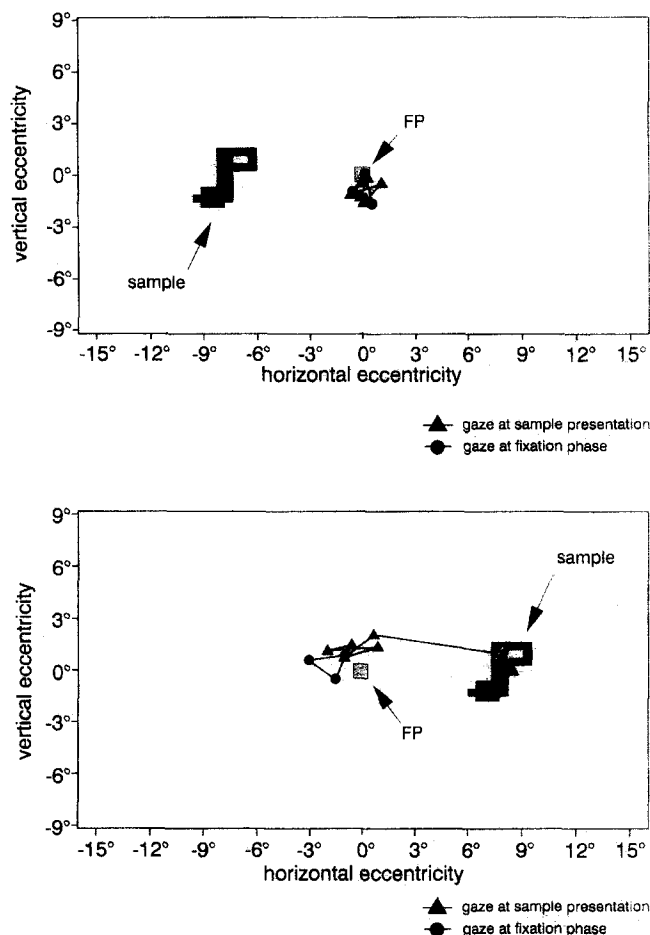 9°
6°
3°
0°
-3°
-6°
-9°
vertical eccentricity
FP
sample
-15° -12° -9° -6° -3° 0° 3° 6° 9° 12° 15°
horizontal eccentricity
gaze at sample presentation
gaze at fixation phase
9°
6°
3°
0°
-3°
-6°
-9°
vertical eccentricity
sample
FP
-15° -12° -9° -6° -3° 0° 3° 6° 9° 12° 15°
horizontal eccentricity
gaze at sample presentation
gaze at fixation phase